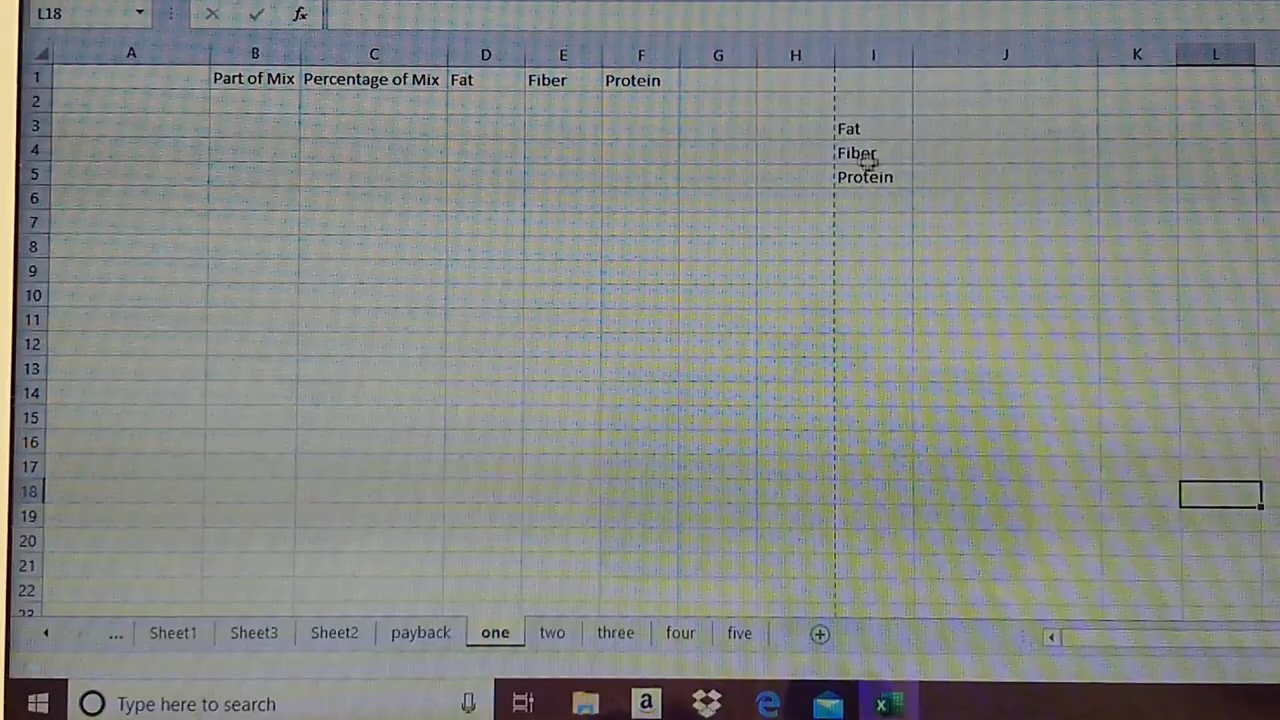 L18
fx
A B C D E F G H I J K L
1 Part of Mix Percentage of Mix Fat Fiber Protein
2
3 Fat
4 Fiber
5 Protein
6
7
8
9
10
11
12
13
14
15
16
17
18
19
20
21
22
23
... Sheet1 Sheet3 Sheet2 payback one two three four five
Type here to search a